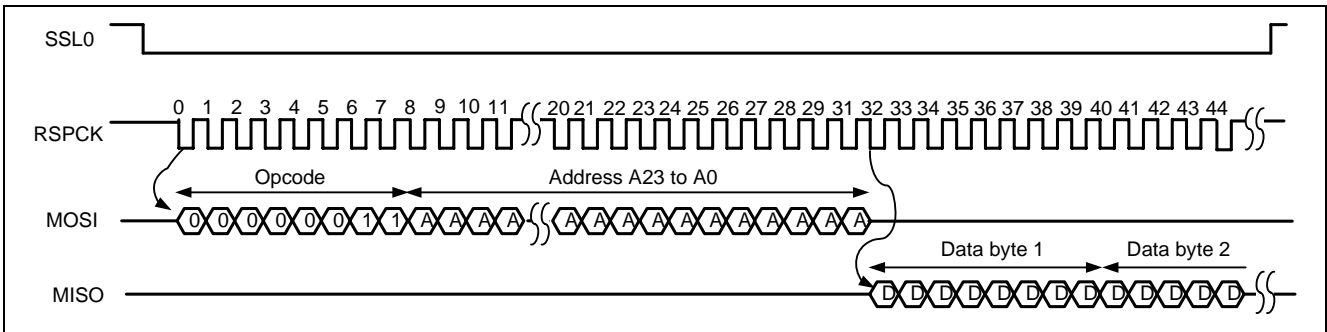 SSL0
0 1 2 3 4 5 6 7 8 9 10 11 20 21 22 23 24 25 26 27 28 29 30 31 32 33 34 35 36 37 38 39 40 41 42 43 44
RSPCK
Opcode Address A23 to A0
MOSI 0 0 0 0 0 0 1 1 A A A A A A A A A A A A A A A
Data byte 1 Data byte 2
MISO D D D D D D D D D D D D D